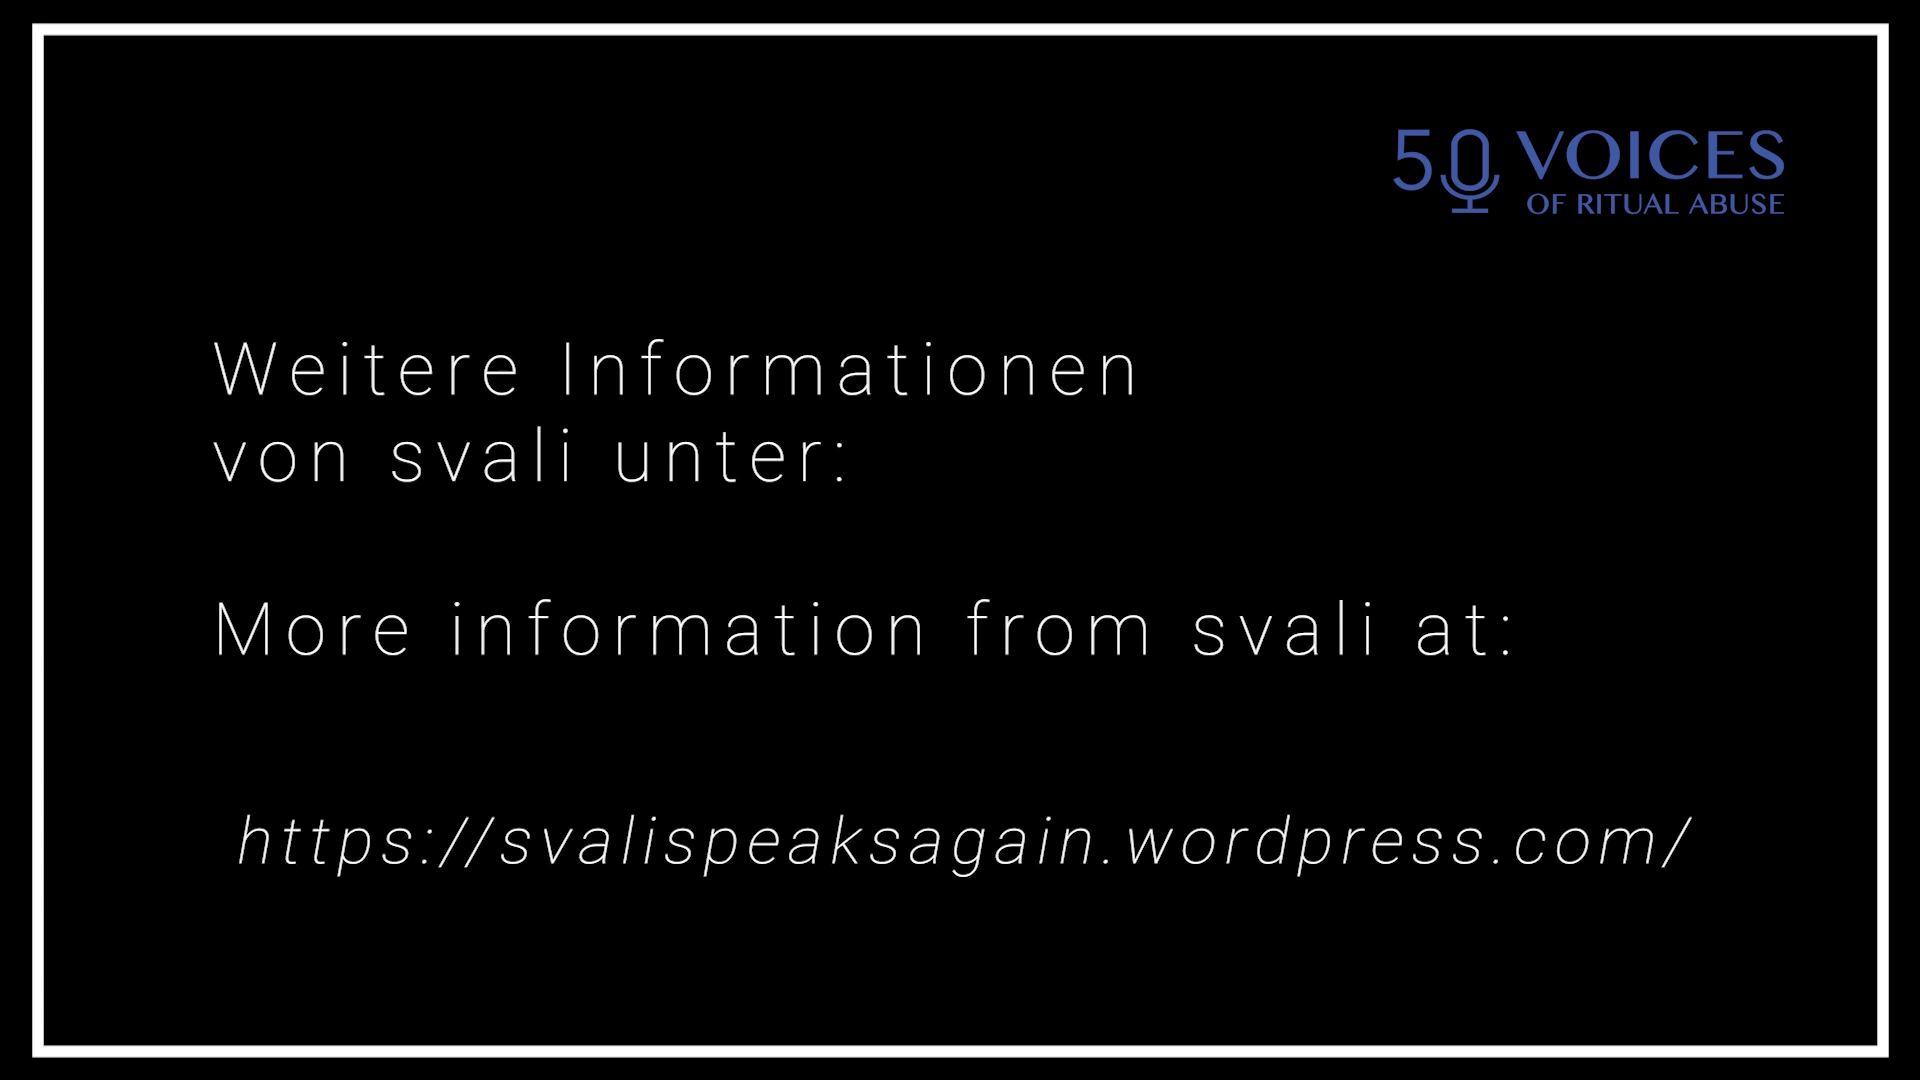 50 VOICES
OF RITUAL ABUSE
Weitere Informationen
von svali unter:
More information from svali at:
https://svalispeaksagain.wordpress.com/